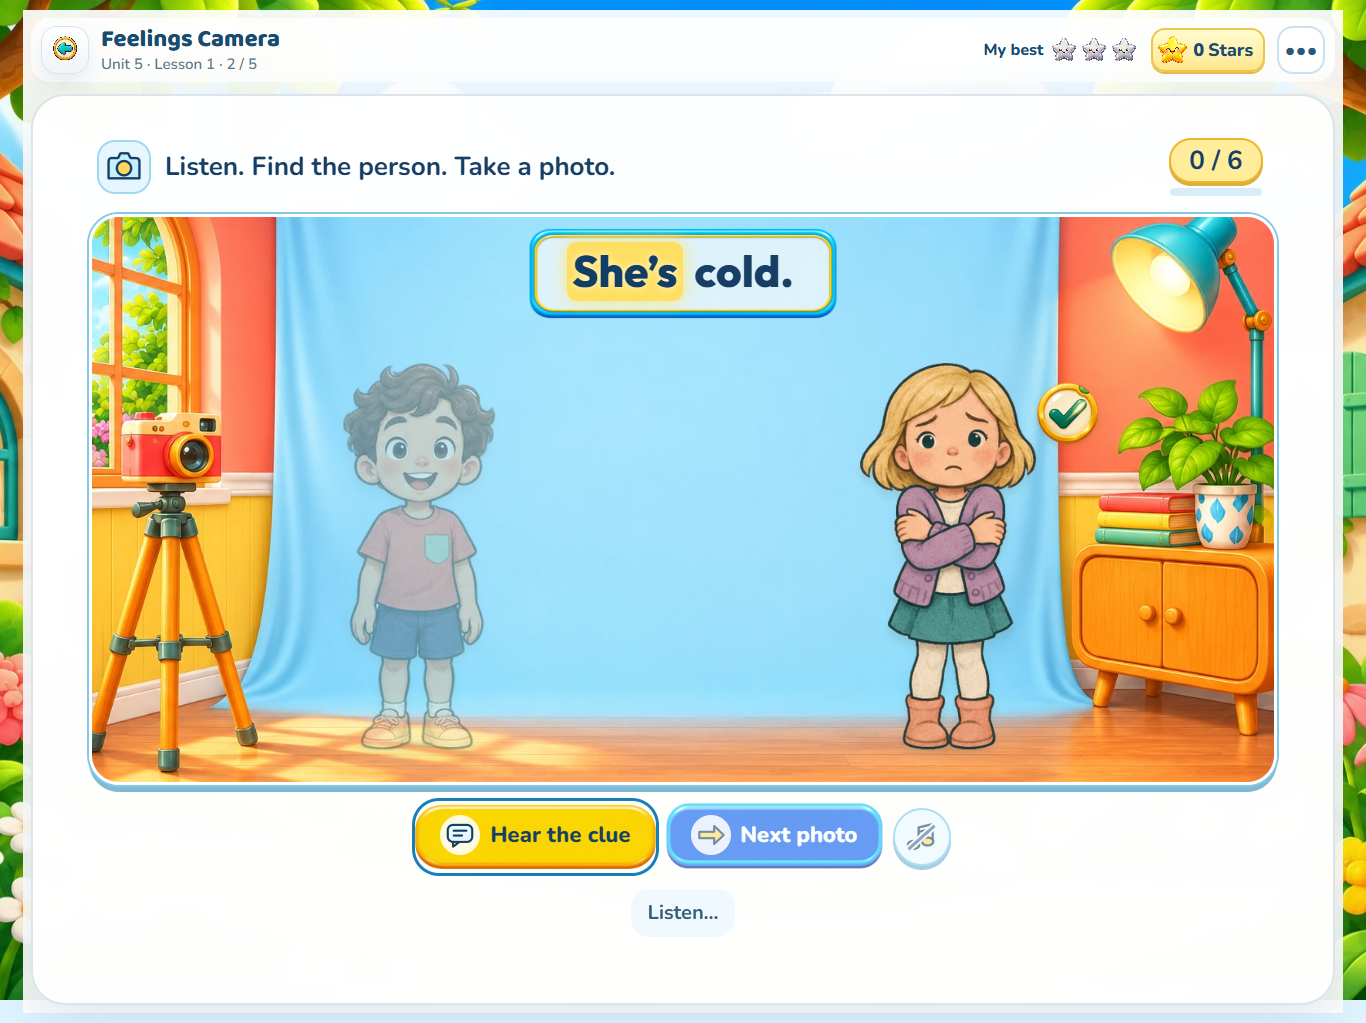 Feelings Camera
Unit 5 · Lesson 1 · 2 / 5
My best
0 Stars
Listen. Find the person. Take a photo.
0 / 6
She's cold.
Hear the clue
Next photo
Listen...